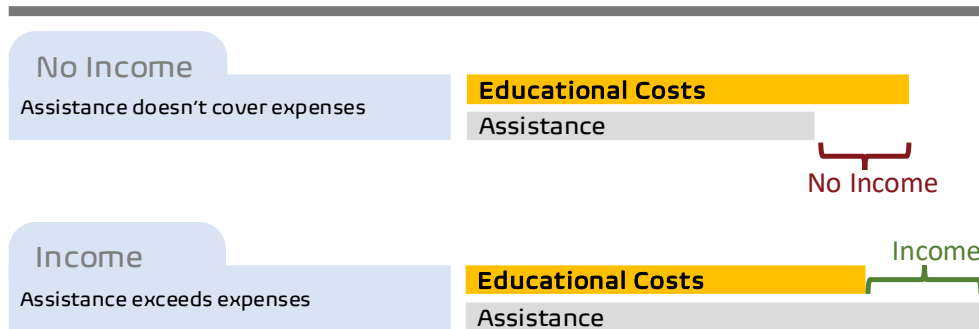 No Income
Assistance doesn't cover expenses
Educational Costs
Assistance
No Income
Income
Assistance exceeds expenses
Income
Educational Costs
Assistance